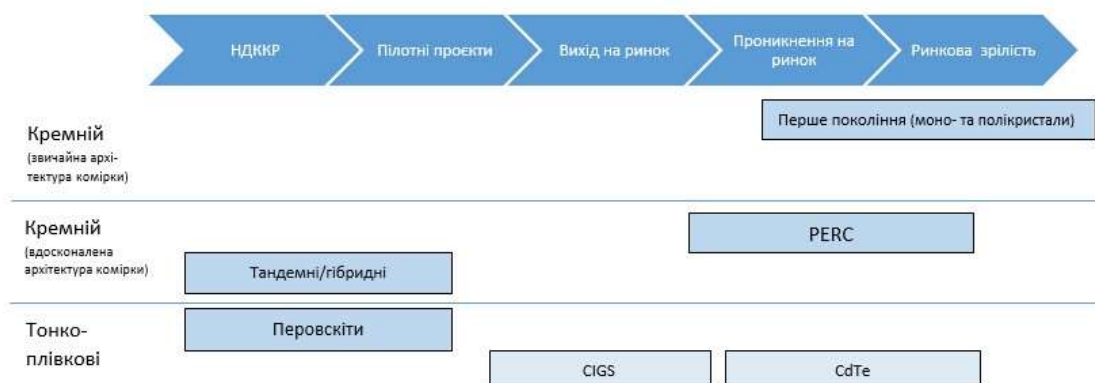 НДККР
Пілотні проєкти
Вихід на ринок
Проникнення на
ринок
Ринкова зрілість
Кремній
(звичайна архі-
тектура комірки)
Перше покоління (моно- та полікристали)
Кремній
(вдосконалена
архітектура комірки)
PERC
Тандемні/гібридні
Тонко-
плівкові
Перовскіти
CIGS
CdTe